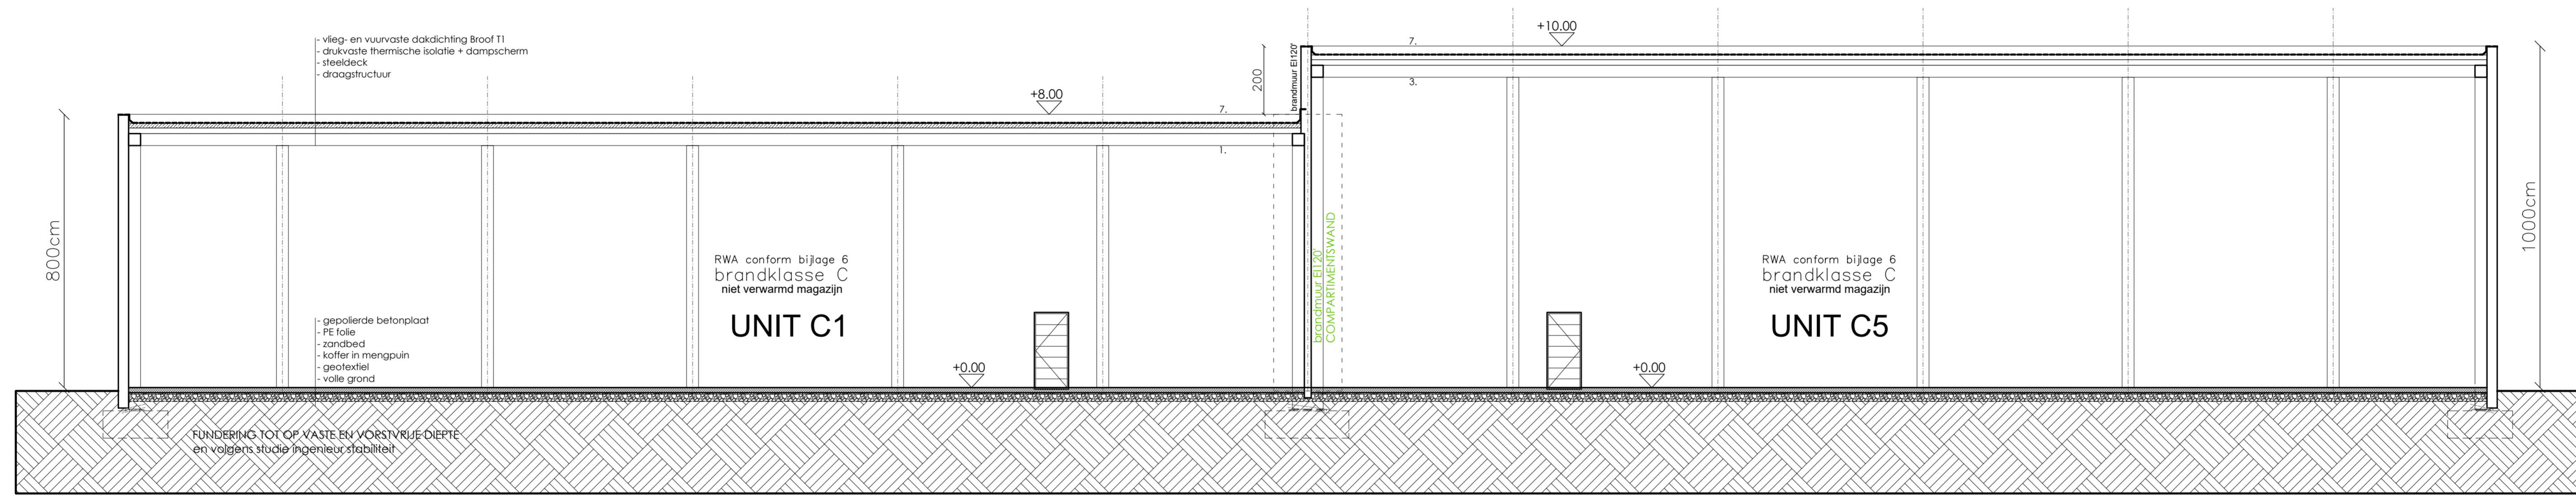 - vlieg- en vuurvaste dakdichting Broof T1
- drukvaste thermische isolatie + dampscherm
- steeldeck
- draagstructuur
+8.00
+10.00
200
brandmuur EI120'
7.
1.
7.
3.
800cm
1000cm
RWA conform bijlage 6
brandklasse C
niet verwarmd magazijn
UNIT C1
brandmuur EI120'
COMPARTIMENTSWAND
RWA conform bijlage 6
brandklasse C
niet verwarmd magazijn
UNIT C5
- gepolierde betonplaat
- PE folie
- zandbed
- koffer in mengpuin
- geotextiel
- volle grond
+0.00
+0.00
FUNDERING TOT OP VASTE EN VORSTVRIJE DIEPTE
en volgens studie ingenieur stabiliteit